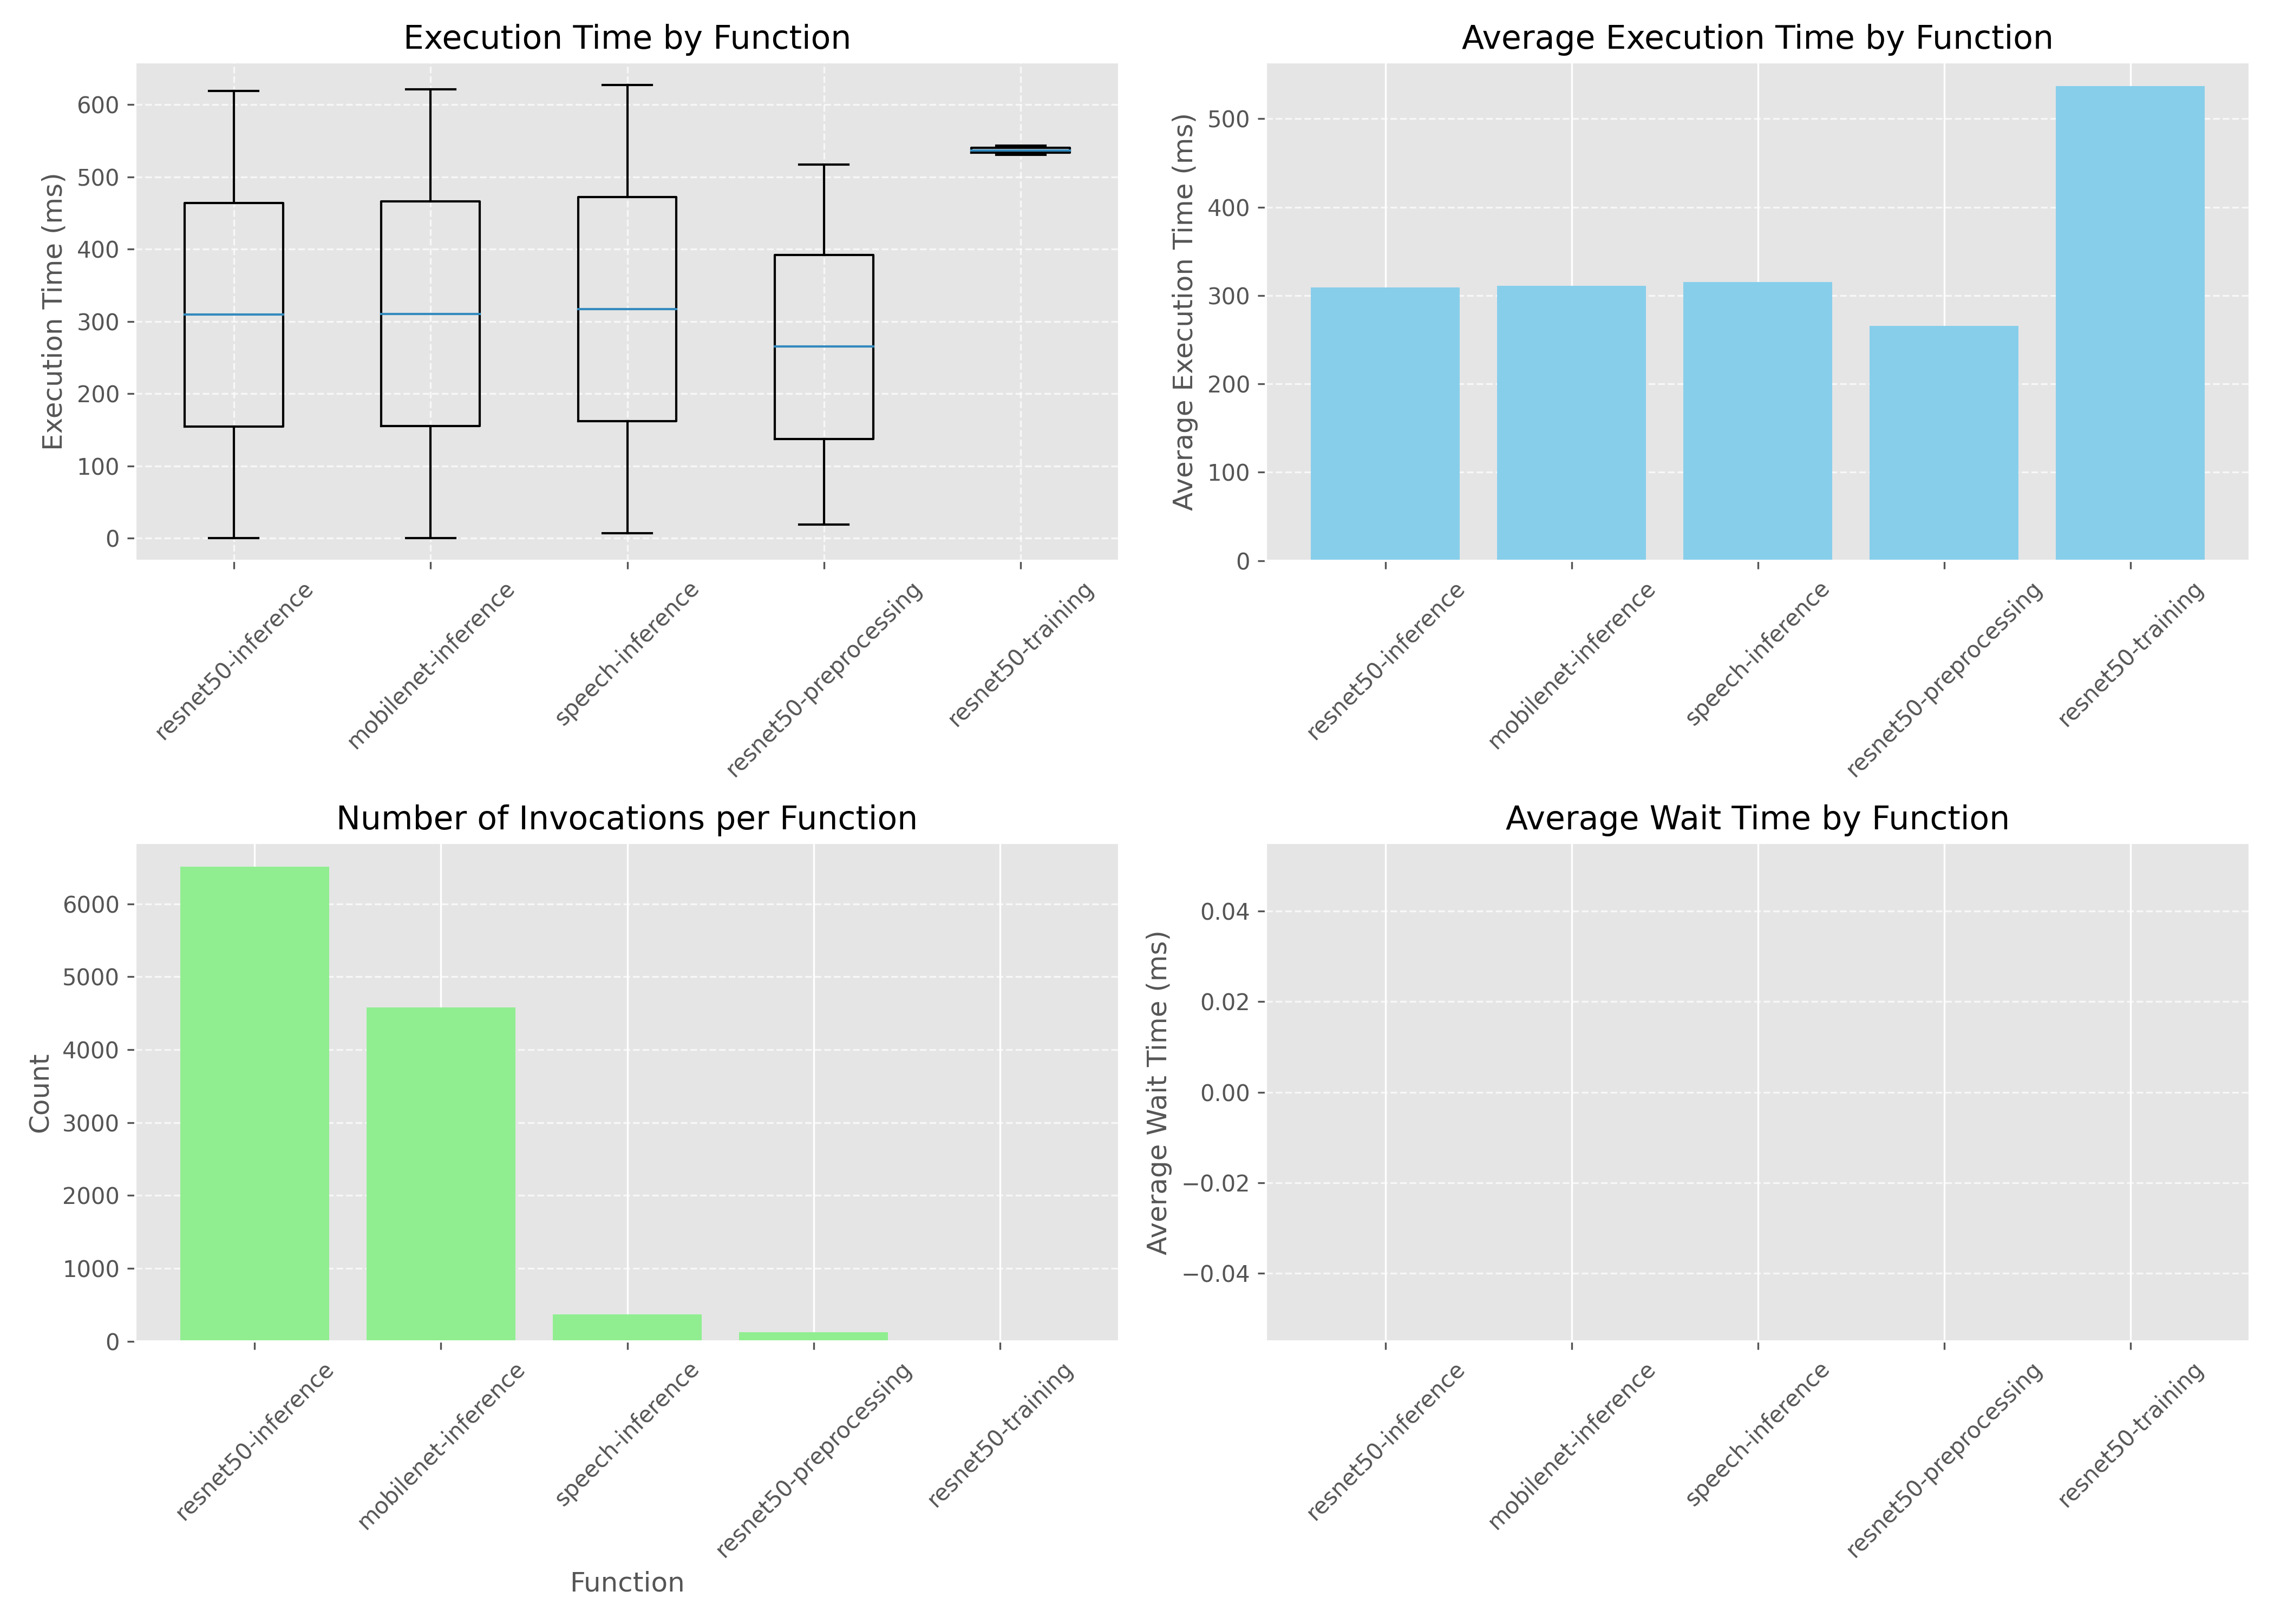 Execution Time by Function
Execution Time (ms)
600
500
400
300
200
100
0
resnet50-inference
mobilenet-inference
speech-inference
resnet50-preprocessing
resnet50-training
Average Execution Time by Function
Average Execution Time (ms)
500
400
300
200
100
0
resnet50-inference
mobilenet-inference
speech-inference
resnet50-preprocessing
resnet50-training
Number of Invocations per Function
Count
6000
5000
4000
3000
2000
1000
0
resnet50-inference
mobilenet-inference
speech-inference
resnet50-preprocessing
resnet50-training
Function
Average Wait Time by Function
Average Wait Time (ms)
0.04
0.02
0.00
−0.02
−0.04
resnet50-inference
mobilenet-inference
speech-inference
resnet50-preprocessing
resnet50-training